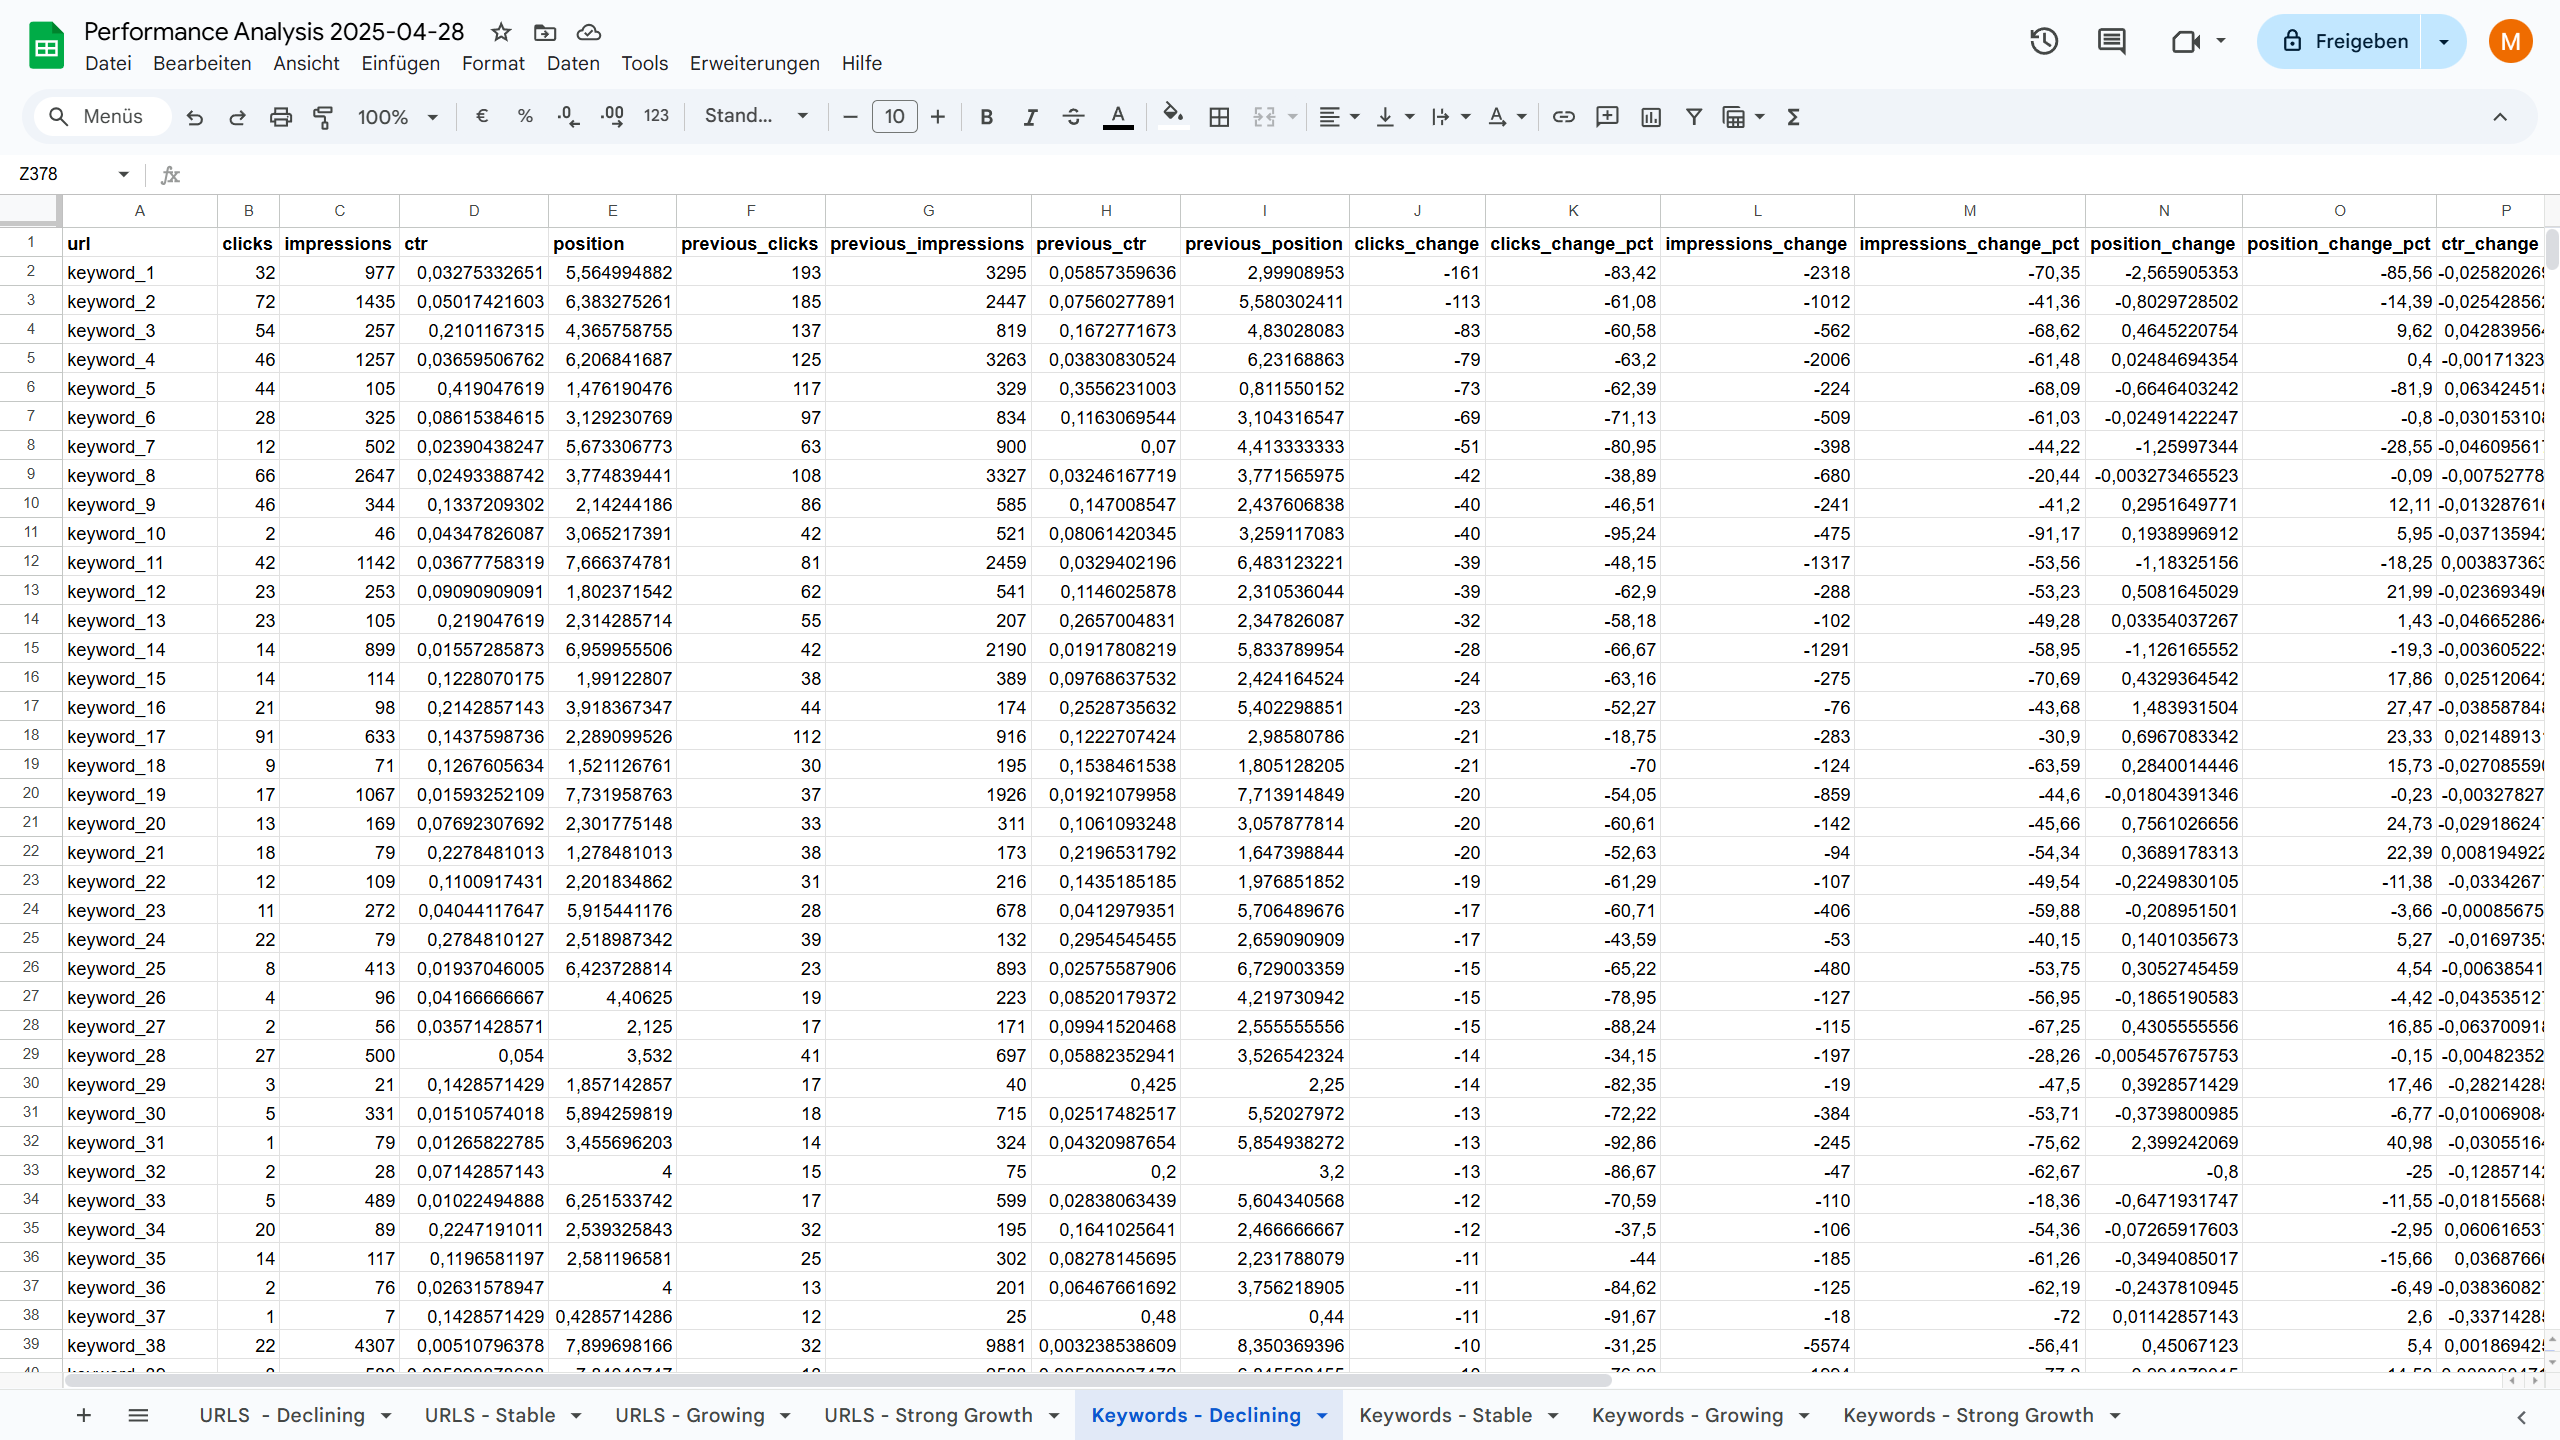 Performance Analysis 2025-04-28
Datei Bearbeiten Ansicht Einfügen Format Daten Tools Erweiterungen Hilfe
Freigeben
M
Menüs 100% € % .0 .00 123 Stand... 10 B I A
Z378 fx
A B C D E F G H I J K L M N O P
1 url clicks impressions ctr position previous_clicks previous_impressions previous_ctr previous_position clicks_change clicks_change_pct impressions_change impressions_change_pct position_change position_change_pct ctr_change
2 keyword_1 32 977 0,03275332651 5,564994882 193 3295 0,05857359636 2,99908953 -161 -83,42 -2318 -70,35 -2,565905353 -85,56 -0,02582026
3 keyword_2 72 1435 0,05017421603 6,383275261 185 2447 0,07560277891 5,580302411 -113 -61,08 -1012 -41,36 -0,8029728502 -14,39 -0,02542856
4 keyword_3 54 257 0,2101167315 4,365758755 137 819 0,1672771673 4,83028083 -83 -60,58 -562 -68,62 0,4645220754 9,62 0,04283956
5 keyword_4 46 1257 0,03659506762 6,206841687 125 3263 0,03830830524 6,23168863 -79 -63,2 -2006 -61,48 0,02484694354 0,4 -0,00171323
6 keyword_5 44 105 0,419047619 1,476190476 117 329 0,3556231003 0,811550152 -73 -62,39 -224 -68,09 -0,6646403242 -81,9 0,06342451
7 keyword_6 28 325 0,08615384615 3,129230769 97 834 0,1163069544 3,104316547 -69 -71,13 -509 -61,03 -0,02491422247 -0,8 -0,03015310
8 keyword_7 12 502 0,02390438247 5,673306773 63 900 0,07 4,413333333 -51 -80,95 -398 -44,22 -1,25997344 -28,55 -0,04609561
9 keyword_8 66 2647 0,02493388742 3,774839441 108 3327 0,03246167719 3,771565975 -42 -38,89 -680 -20,44 -0,003273465523 -0,09 -0,00752778
10 keyword_9 46 344 0,1337209302 2,14244186 86 585 0,147008547 2,437606838 -40 -46,51 -241 -41,2 0,2951649771 12,11 -0,01328761
11 keyword_10 2 46 0,04347826087 3,065217391 42 521 0,08061420345 3,259117083 -40 -95,24 -475 -91,17 0,1938996912 5,95 -0,03713594
12 keyword_11 42 1142 0,03677758319 7,666374781 81 2459 0,0329402196 6,483123221 -39 -48,15 -1317 -53,56 -1,18325156 -18,25 0,00383736
13 keyword_12 23 253 0,09090909091 1,802371542 62 541 0,1146025878 2,310536044 -39 -62,9 -288 -53,23 0,5081645029 21,99 -0,02369349
14 keyword_13 23 105 0,219047619 2,314285714 55 207 0,2657004831 2,347826087 -32 -58,18 -102 -49,28 0,03354037267 1,43 -0,04665286
15 keyword_14 14 899 0,01557285873 6,959955506 42 2190 0,01917808219 5,833789954 -28 -66,67 -1291 -58,95 -1,126165552 -19,3 -0,00360522
16 keyword_15 14 114 0,1228070175 1,99122807 38 389 0,09768637532 2,424164524 -24 -63,16 -275 -70,69 0,4329364542 17,86 0,02512064
17 keyword_16 21 98 0,2142857143 3,918367347 44 174 0,2528735632 5,402298851 -23 -52,27 -76 -43,68 1,483931504 27,47 -0,03858784
18 keyword_17 91 633 0,1437598736 2,289099526 112 916 0,1222707424 2,98580786 -21 -18,75 -283 -30,9 0,6967083342 23,33 0,02148913
19 keyword_18 9 71 0,1267605634 1,521126761 30 195 0,1538461538 1,805128205 -21 -70 -124 -63,59 0,2840014446 15,73 -0,02708559
20 keyword_19 17 1067 0,01593252109 7,731958763 37 1926 0,01921079958 7,713914849 -20 -54,05 -859 -44,6 -0,01804391346 -0,23 -0,00327827
21 keyword_20 13 169 0,07692307692 2,301775148 33 311 0,1061093248 3,057877814 -20 -60,61 -142 -45,66 0,7561026656 24,73 -0,02918624
22 keyword_21 18 79 0,2278481013 1,278481013 38 173 0,2196531792 1,647398844 -20 -52,63 -94 -54,34 0,3689178313 22,39 0,00819492
23 keyword_22 12 109 0,1100917431 2,201834862 31 216 0,1435185185 1,976851852 -19 -61,29 -107 -49,54 -0,2249830105 -11,38 -0,0334267
24 keyword_23 11 272 0,04044117647 5,915441176 28 678 0,0412979351 5,706489676 -17 -60,71 -406 -59,88 -0,208951501 -3,66 -0,00085675
25 keyword_24 22 79 0,2784810127 2,518987342 39 132 0,2954545455 2,659090909 -17 -43,59 -53 -40,15 0,1401035673 5,27 -0,0169735
26 keyword_25 8 413 0,01937046005 6,423728814 23 893 0,02575587906 6,729003359 -15 -65,22 -480 -53,75 0,3052745459 4,54 -0,00638541
27 keyword_26 4 96 0,04166666667 4,40625 19 223 0,08520179372 4,219730942 -15 -78,95 -127 -56,95 -0,1865190583 -4,42 -0,04353512
28 keyword_27 2 56 0,03571428571 2,125 17 171 0,09941520468 2,555555556 -15 -88,24 -115 -67,25 0,4305555556 16,85 -0,06370091
29 keyword_28 27 500 0,054 3,532 41 697 0,05882352941 3,526542324 -14 -34,15 -197 -28,26 -0,005457675753 -0,15 -0,00482352
30 keyword_29 3 21 0,1428571429 1,857142857 17 40 0,425 2,25 -14 -82,35 -19 -47,5 0,3928571429 17,46 -0,2821428
31 keyword_30 5 331 0,01510574018 5,894259819 18 715 0,02517482517 5,52027972 -13 -72,22 -384 -53,71 -0,3739800985 -6,77 -0,01006908
32 keyword_31 1 79 0,01265822785 3,455696203 14 324 0,04320987654 5,854938272 -13 -92,86 -245 -75,62 2,399242069 40,98 -0,0305516
33 keyword_32 2 28 0,07142857143 4 15 75 0,2 3,2 -13 -86,67 -47 -62,67 -0,8 -25 -0,1285714
34 keyword_33 5 489 0,01022494888 6,251533742 17 599 0,02838063439 5,604340568 -12 -70,59 -110 -18,36 -0,6471931747 -11,55 -0,01815568
35 keyword_34 20 89 0,2247191011 2,539325843 32 195 0,1641025641 2,466666667 -12 -37,5 -106 -54,36 -0,07265917603 -2,95 0,06061653
36 keyword_35 14 117 0,1196581197 2,581196581 25 302 0,08278145695 2,231788079 -11 -44 -185 -61,26 -0,3494085017 -15,66 0,0368766
37 keyword_36 2 76 0,02631578947 4 13 201 0,06467661692 3,756218905 -11 -84,62 -125 -62,19 -0,2437810945 -6,49 -0,03836082
38 keyword_37 1 7 0,1428571429 0,4285714286 12 25 0,48 0,44 -11 -91,67 -18 -72 0,01142857143 2,6 -0,3371428
39 keyword_38 22 4307 0,00510796378 7,899698166 32 9881 0,003238538609 8,350369396 -10 -31,25 -5574 -56,41 0,45067123 5,4 0,00186942
URLS - Declining URLS - Stable URLS - Growing URLS - Strong Growth Keywords - Declining Keywords - Stable Keywords - Growing Keywords - Strong Growth